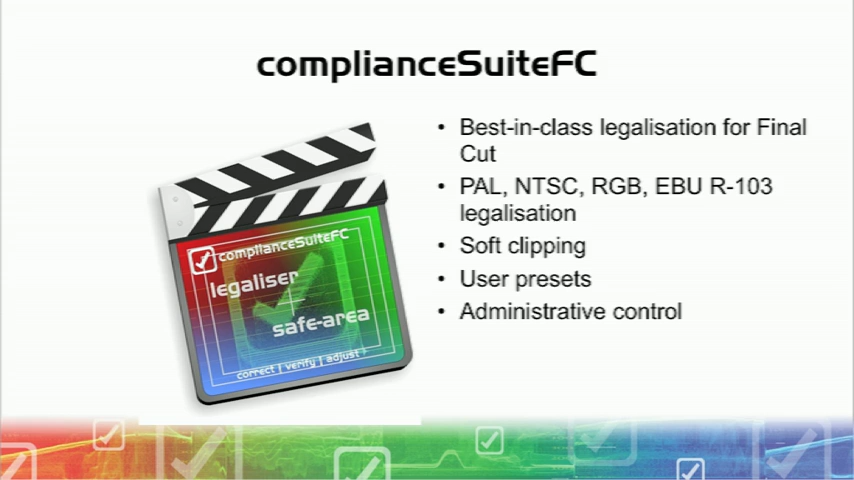 complianceSuiteFC
• Best-in-class legalisation for Final
Cut
• PAL, NTSC, RGB, EBU R-103
legalisation
• Soft clipping
• User presets
• Administrative control
complianceSuiteFC
legaliser
safe-area
correct | verify | adjust